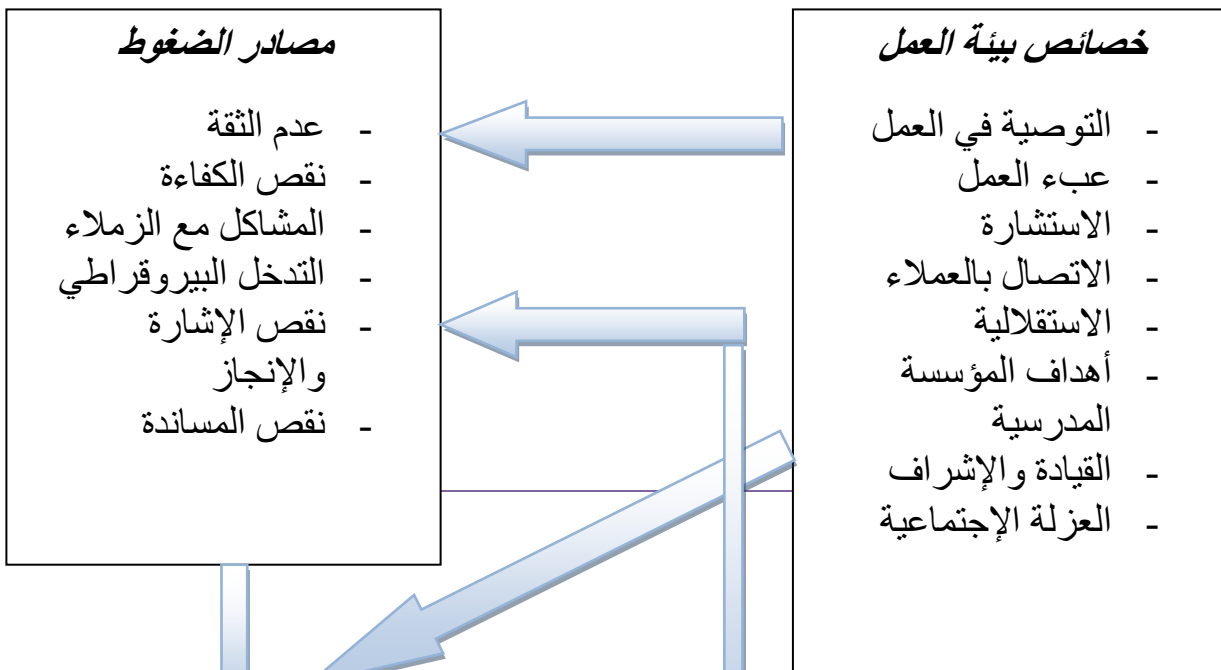 خصائص بيئة العمل
- التوصية في العمل
- عبء العمل
- الاستشارة
- الاتصال بالعملاء
- الاستقلالية
- أهداف المؤسسة
المدرسية
- القيادة والإشراف
- العزلة الإجتماعية
مصادر الضغوط
- عدم الثقة
- نقص الكفاءة
- المشاكل مع الزملاء
- التدخل البيروقراطي
- نقص الإشارة
والإنجاز
- نقص المساندة